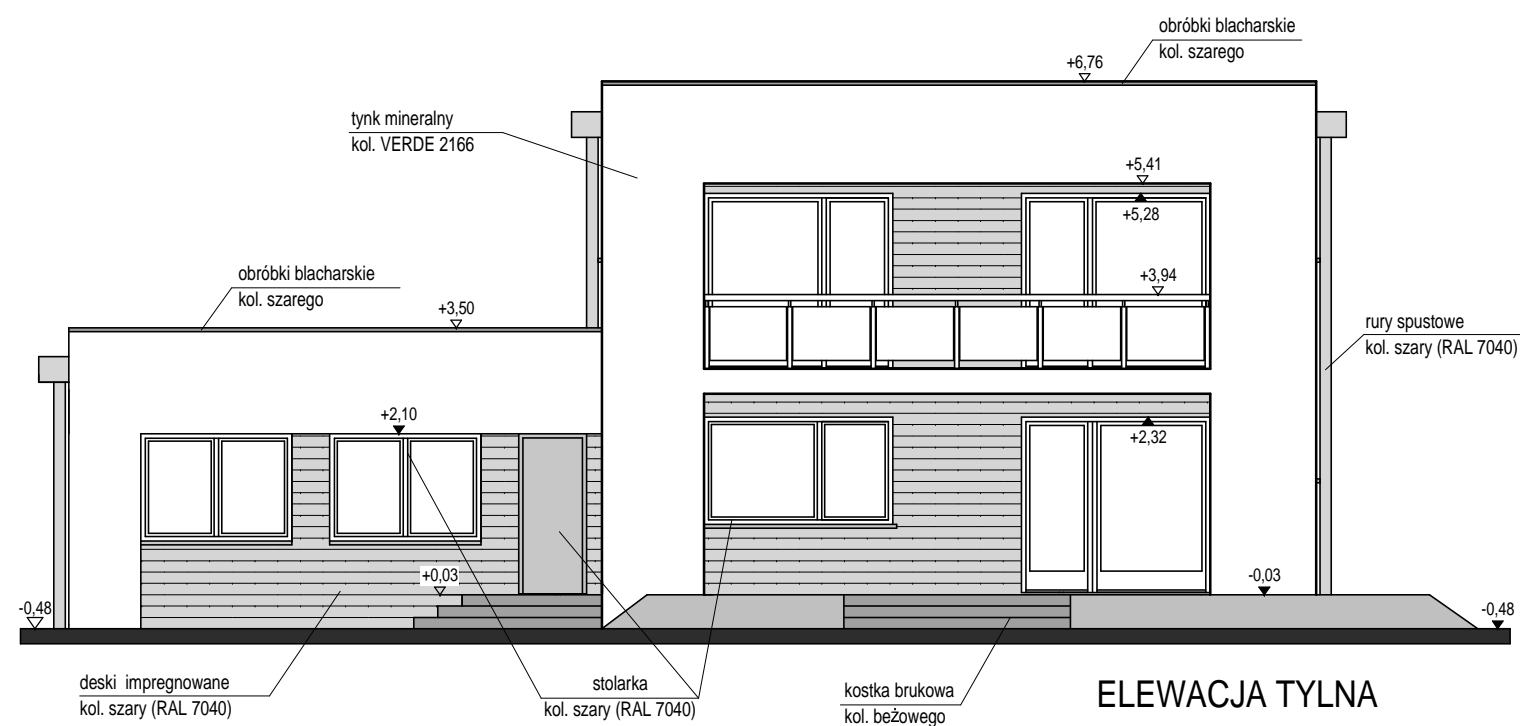 obróbki blacharskie
kol. szarego
+6,76
tynk mineralny
kol. VERDE 2166
+5,41
+5,28
obróbki blacharskie
kol. szarego
+3,94
+3,50
rury spustowe
kol. szary (RAL 7040)
+2,10
+2,32
+0,03
-0,03
-0,48
-0,48
deski impregnowane
kol. szary (RAL 7040)
stolarka
kol. szary (RAL 7040)
kostka brukowa
kol. beżowego
ELEWACJA TYLNA